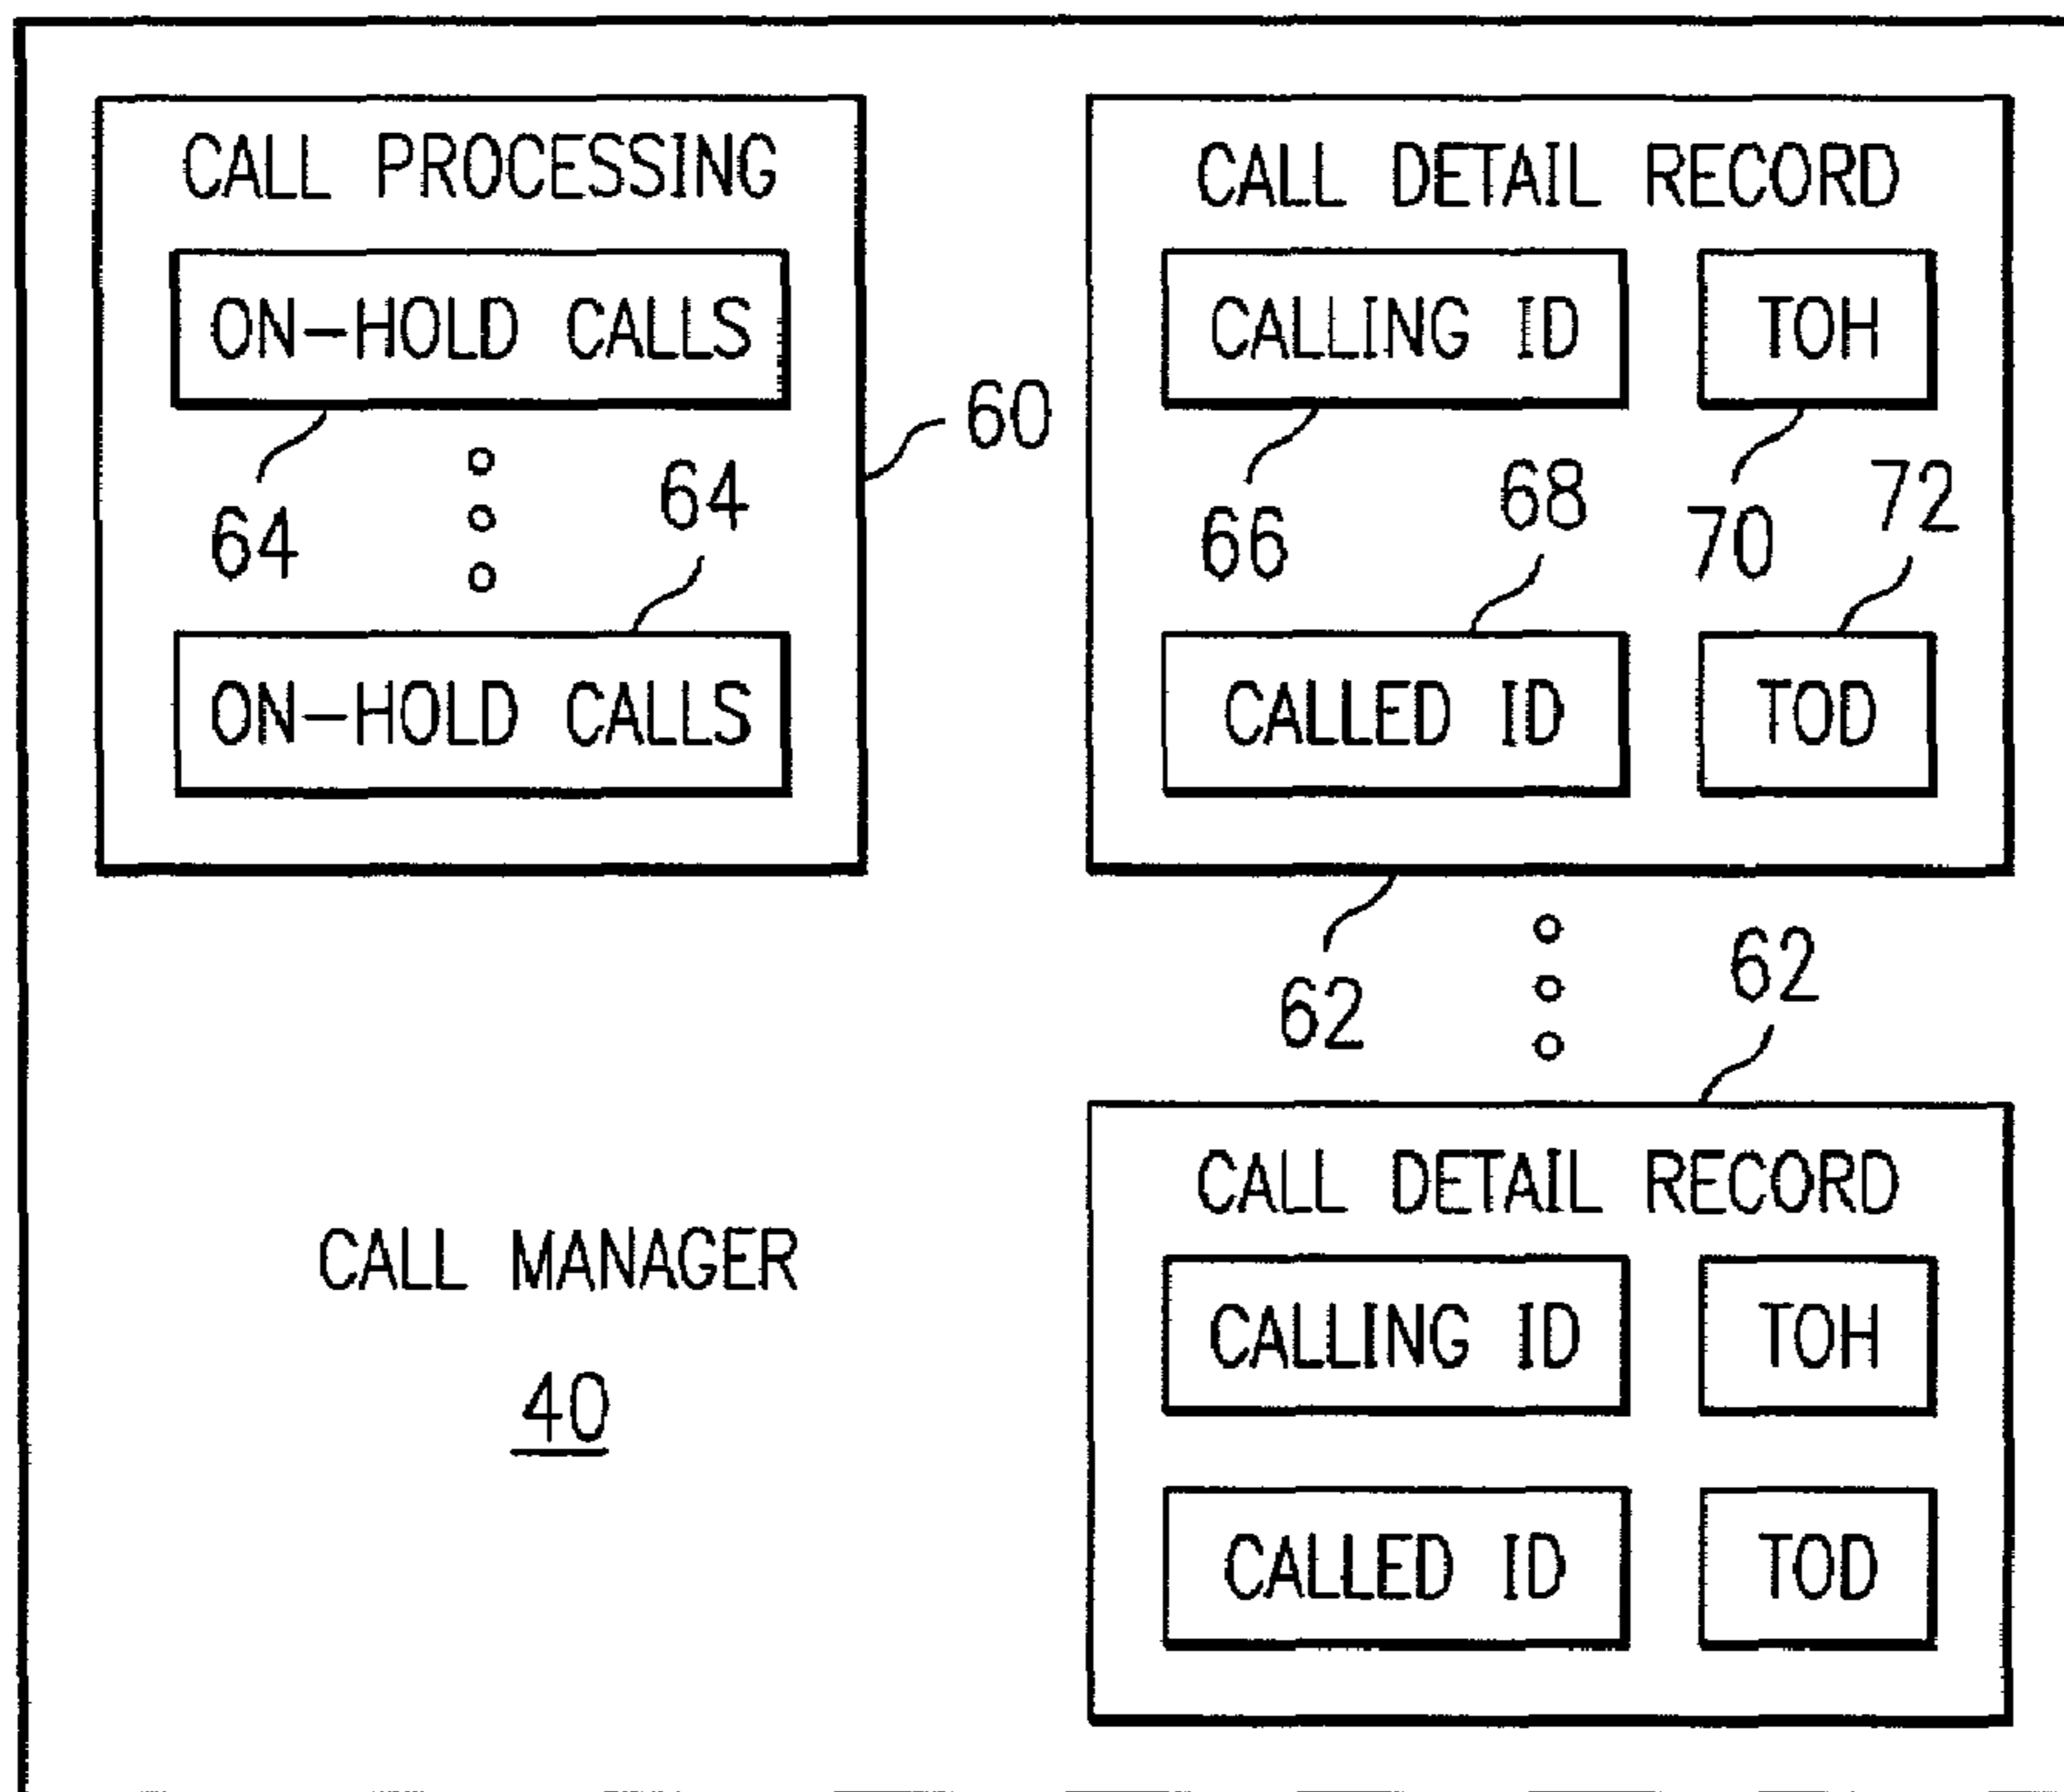 CALL PROCESSING
ON-HOLD CALLS
64
64
ON-HOLD CALLS
60
CALL DETAIL RECORD
CALLING ID
TOH
66
68
70
72
CALLED ID
TOD
62
62
CALL DETAIL RECORD
CALLING ID
TOH
CALLED ID
TOD
CALL MANAGER
40